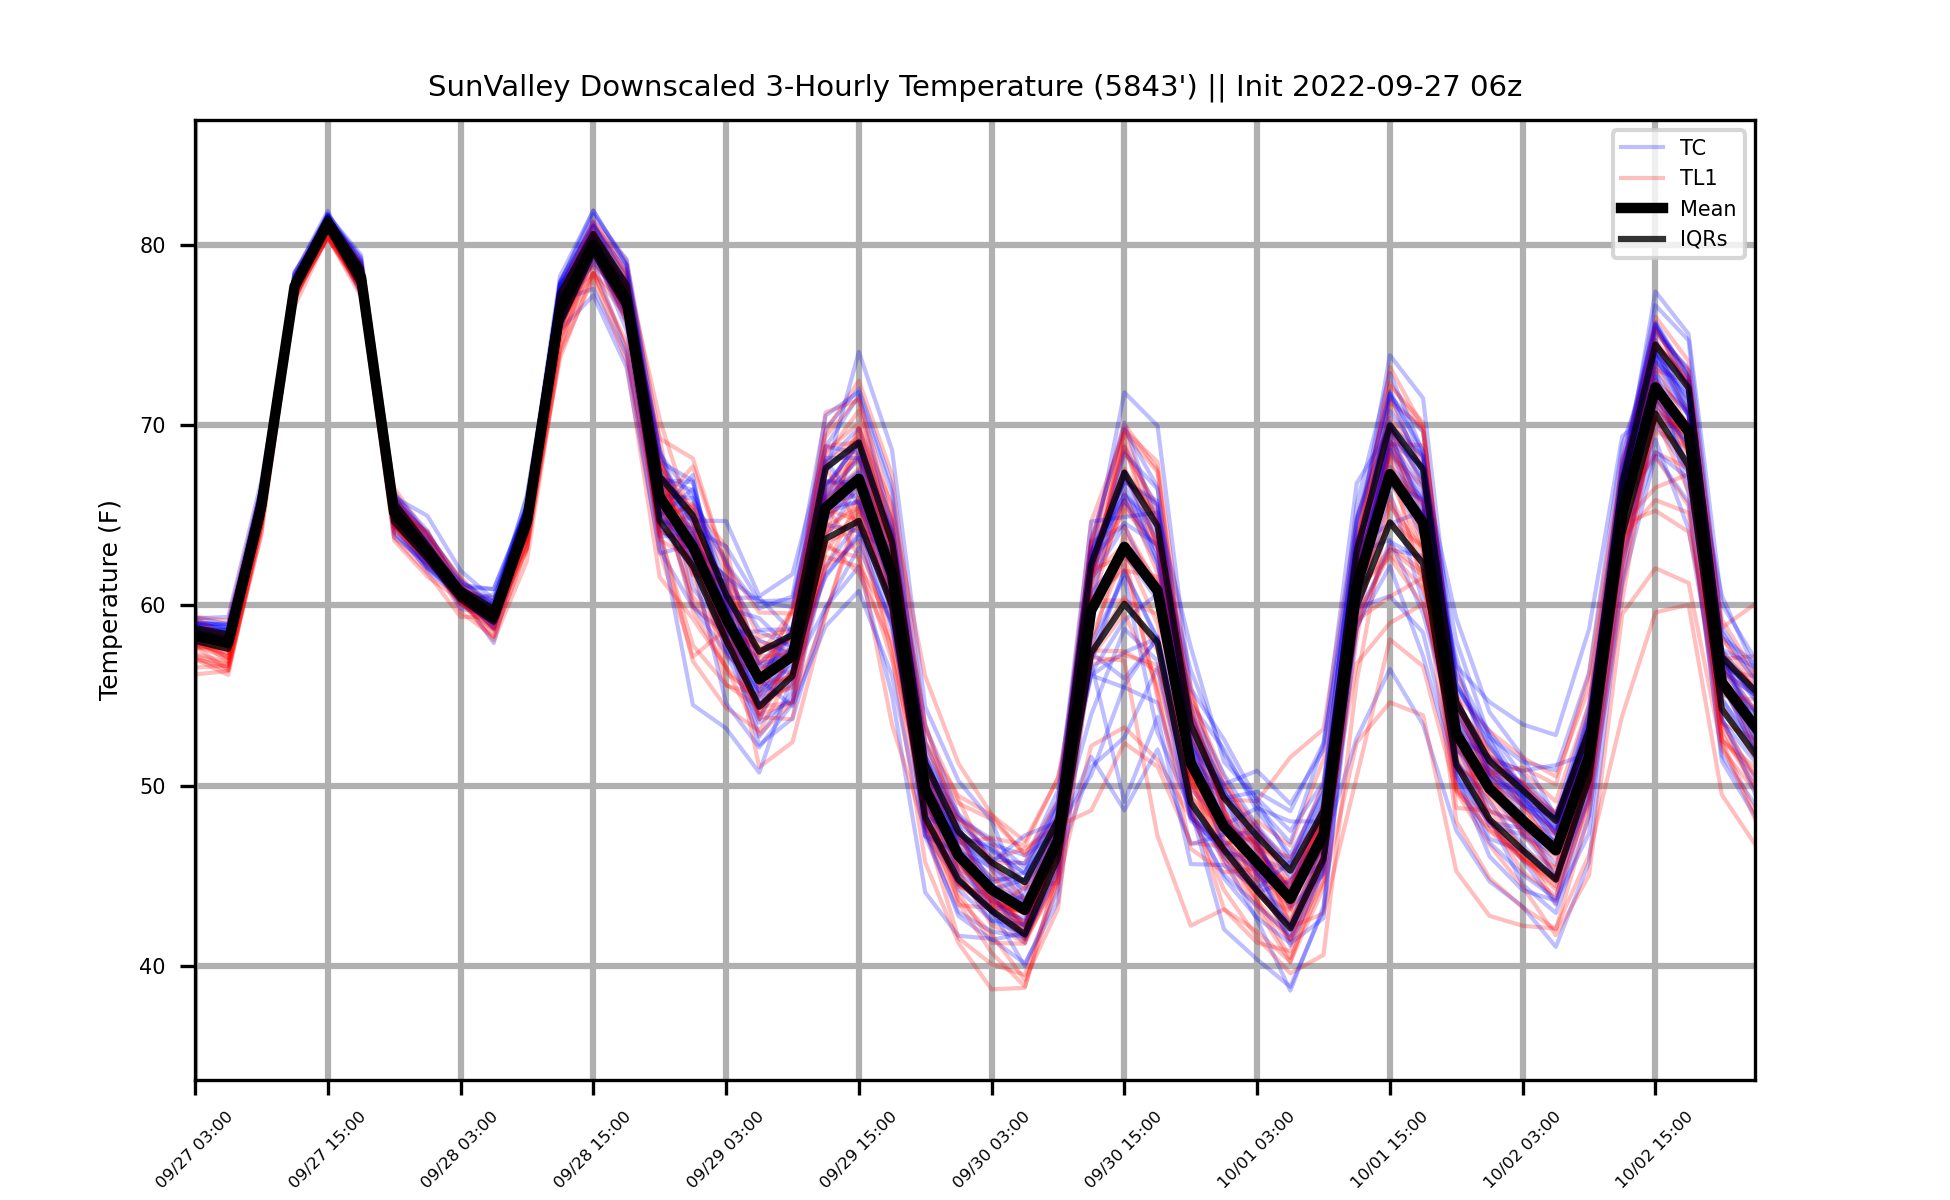 SunValley Downscaled 3-Hourly Temperature (5843') || Init 2022-09-27 06z
TC
TL1
Mean
IQRs
Temperature (F)
80
70
60
50
40
09/27 03:00
09/27 15:00
09/28 03:00
09/28 15:00
09/29 03:00
09/29 15:00
09/30 03:00
09/30 15:00
10/01 03:00
10/01 15:00
10/02 03:00
10/02 15:00